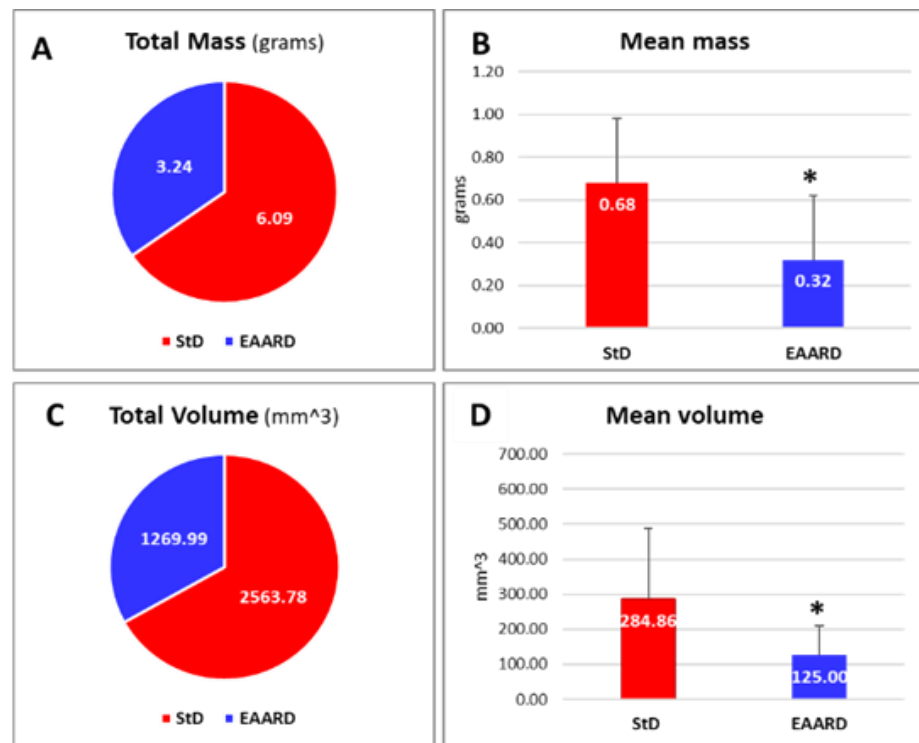 A
Total Mass (grams)
3.24
6.09
StD EAARD
B
Mean mass
1.20
1.00
0.80
0.60
0.40
0.20
0.00
grams
0.68
*
0.32
StD EAARD
C
Total Volume (mm^3)
1269.99
2563.78
StD EAARD
D
Mean volume
700.00
600.00
500.00
400.00
300.00
200.00
100.00
0.00
mm^3
284.86
*
125.00
StD EAARD